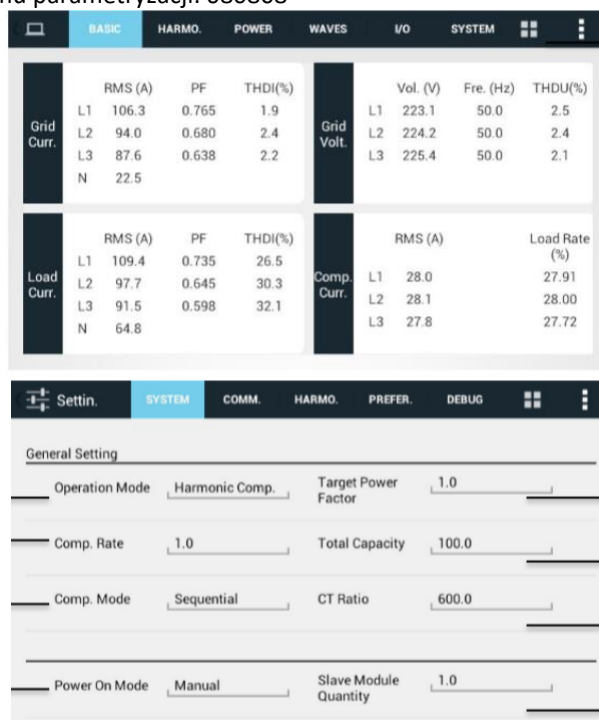 BASIC HARMO. POWER WAVES I/O SYSTEM
Grid Curr.
RMS (A) PF THDI(%)
L1 106.3 0.765 1.9
L2 94.0 0.680 2.4
L3 87.6 0.638 2.2
N 22.5
Grid Volt.
Vol. (V) Fre. (Hz) THDU(%)
L1 223.1 50.0 2.5
L2 224.2 50.0 2.4
L3 225.4 50.0 2.1
Load Curr.
RMS (A) PF THDI(%)
L1 109.4 0.735 26.5
L2 97.7 0.645 30.3
L3 91.5 0.598 32.1
N 64.8
Comp. Curr.
RMS (A) Load Rate (%)
L1 28.0 27.91
L2 28.1 28.00
L3 27.8 27.72
Settin. SYSTEM COMM. HARMO. PREFER. DEBUG
General Setting
Operation Mode Harmonic Comp. Target Power Factor 1.0
Comp. Rate 1.0 Total Capacity 100.0
Comp. Mode Sequential CT Ratio 600.0
Power On Mode Manual Slave Module Quantity 1.0